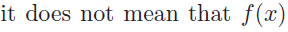 it does not mean that f(x)